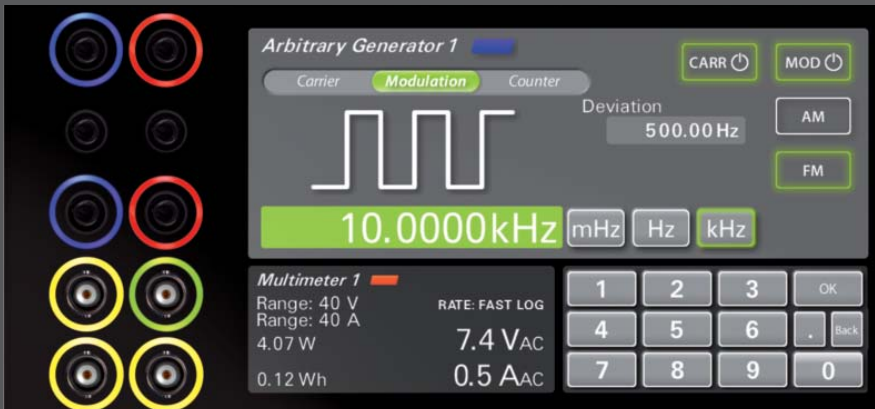 Arbitrary Generator 1
CARR
MOD
Carrier Modulation Counter
Deviation
500.00 Hz
AM
FM
10.0000kHz mHz Hz kHz
Multimeter 1
Range: 40 V
Range: 40 A
RATE: FAST LOG
4.07 W
7.4 VAC
0.12 Wh
0.5 AAC
1 2 3 OK
4 5 6 . Back
7 8 9 0